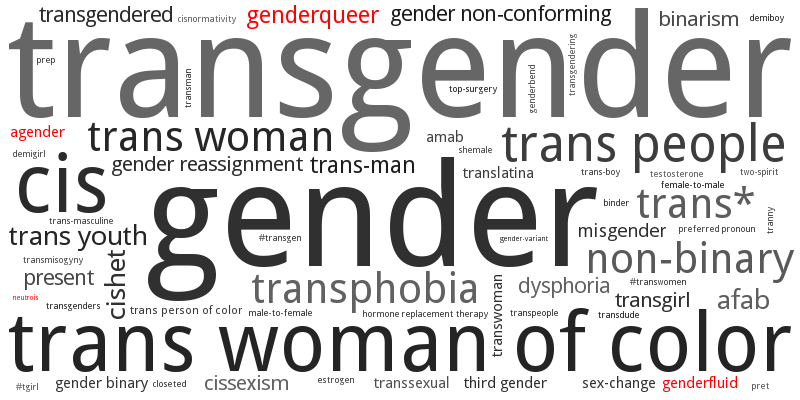 transgendered
cisnormativity
genderqueer
gender non-conforming
binarism
demiboy
transgender
prep
transman
top-surgery
genderbend
transgendering
agender
trans woman
amab
shemale
trans people
demigirl
cis
gender reassignment
trans-man
translatina
trans-boy
testosterone
two-spirit
female-to-male
gender
binder
trans*
tranny
trans-masculine
trans youth
#transgen
gender-variant
misgender
preferred pronoun
non-binary
transmisogyny
present
cishet
transphobia
transwoman
dysphoria
#transwomen
neutrois
transgenders
trans person of color
male-to-female
hormone replacement therapy
transpeople
transgirl
transdude
afab
trans woman of color
#tgirl
gender binary
closeted
cissexism
estrogen
transsexual
third gender
sex-change
genderfluid
pret